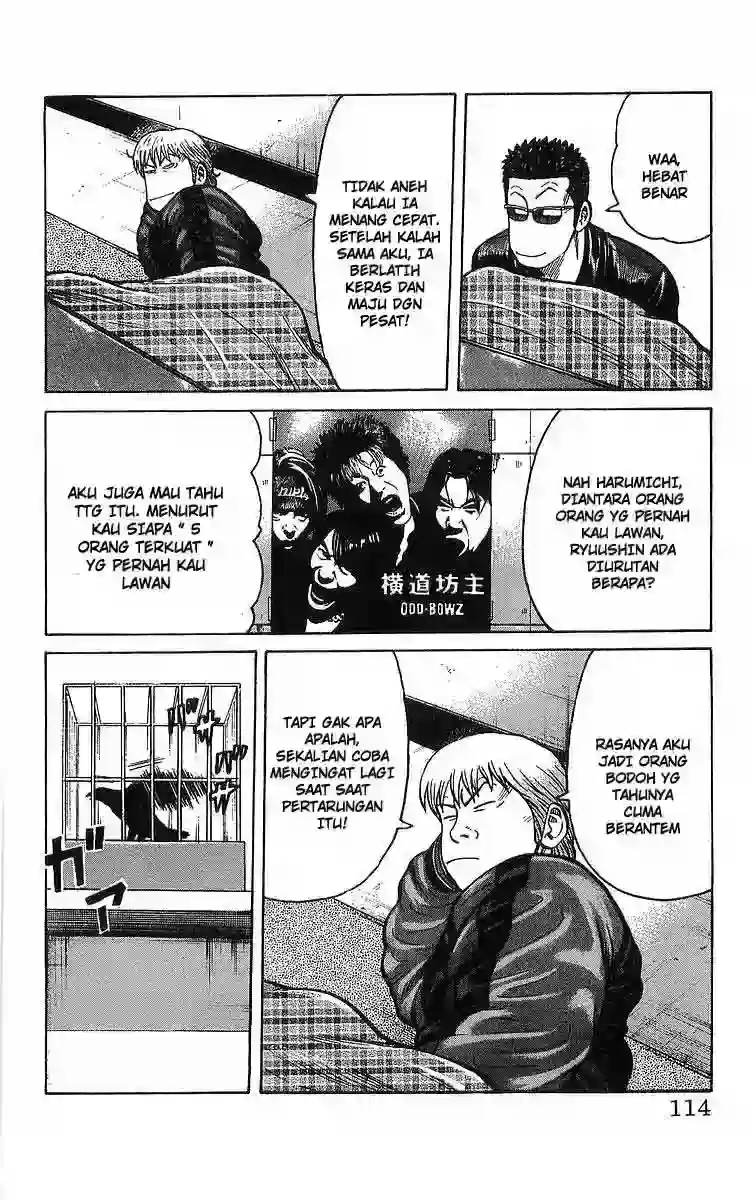 WAA,
HEBAT
BENAR
TIDAK ANEH
KALAU IA
MENANG CEPAT.
SETELAH KALAH
SAMA AKU, IA
BERLATIH
KERAS DAN
MAJU DGN
PESAT!
NAH HARUMICHI,
DIANTARA ORANG
ORANG YG PERNAH
KAU LAWAN,
RYUUSHIN ADA
DIURUTAN
BERAPA?
横道坊主
ODD-BOWZ
AKU JUGA MAU TAHU
TTG ITU. MENURUT
KAU SIAPA " 5
ORANG TERKUAT "
YG PERNAH KAU
LAWAN
RASANYA AKU
JADI ORANG
BODOH YG
TAHUNYA
CUMA
BERANTEM
TAPI GAK APA
APALAH,
SEKALIAN COBA
MENGINGAT LAGI
SAAT SAAT
PERTARUNGAN
ITU!
ガァ
114